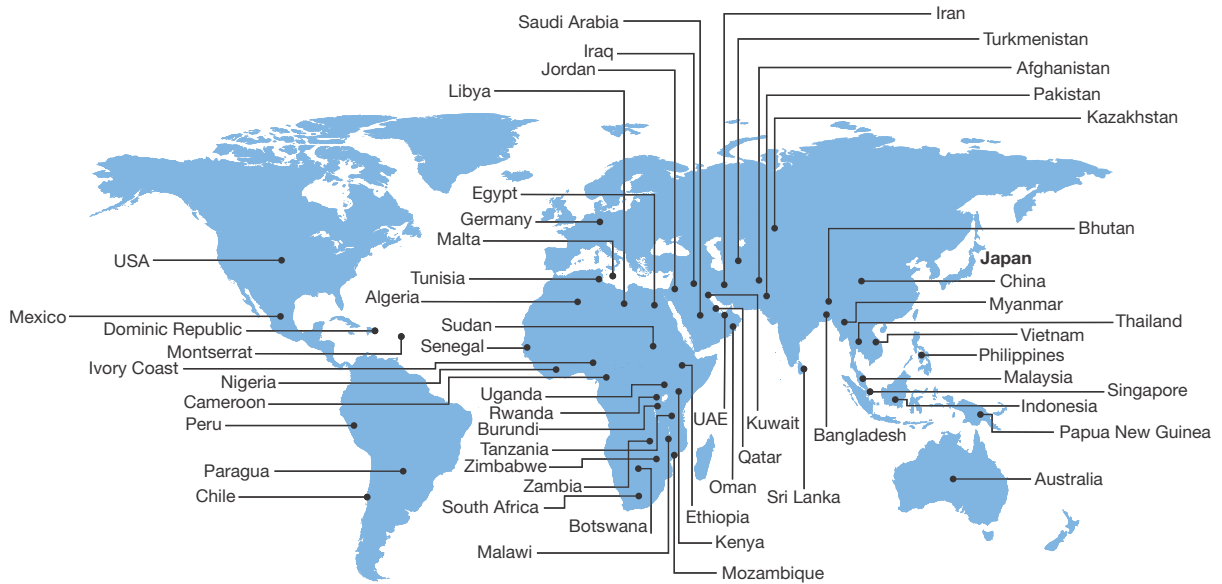 Iran
Saudi Arabia
Turkmenistan
Iraq
Jordan
Afghanistan
Libya
Pakistan
Kazakhstan
Egypt
Germany
Bhutan
Malta
USA
Japan
Tunisia
China
Algeria
Myanmar
Mexico
Dominic Republic
Sudan
Thailand
Vietnam
Montserrat
Senegal
Philippines
Ivory Coast
Nigeria
Malaysia
Uganda
Singapore
Cameroon
Rwanda
Indonesia
Peru
Burundi
UAE
Kuwait
Bangladesh
Papua New Guinea
Tanzania
Qatar
Zimbabwe
Paragua
Zambia
Oman
Australia
Chile
Sri Lanka
South Africa
Ethiopia
Botswana
Kenya
Malawi
Mozambique